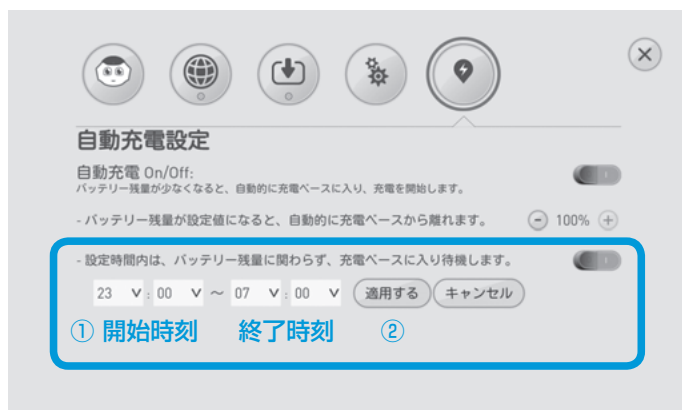 自動充電設定
自動充電 On/Off:
バッテリー残量が少なくなると、自動的に充電ベースに入り、充電を開始します。
- バッテリー残量が設定値になると、自動的に充電ベースから離れます。 - 100% +
- 設定時間内は、バッテリー残量に関わらず、充電ベースに入り待機します。
23 : 00 ～ 07 : 00 適用する キャンセル
① 開始時刻 終了時刻 ②